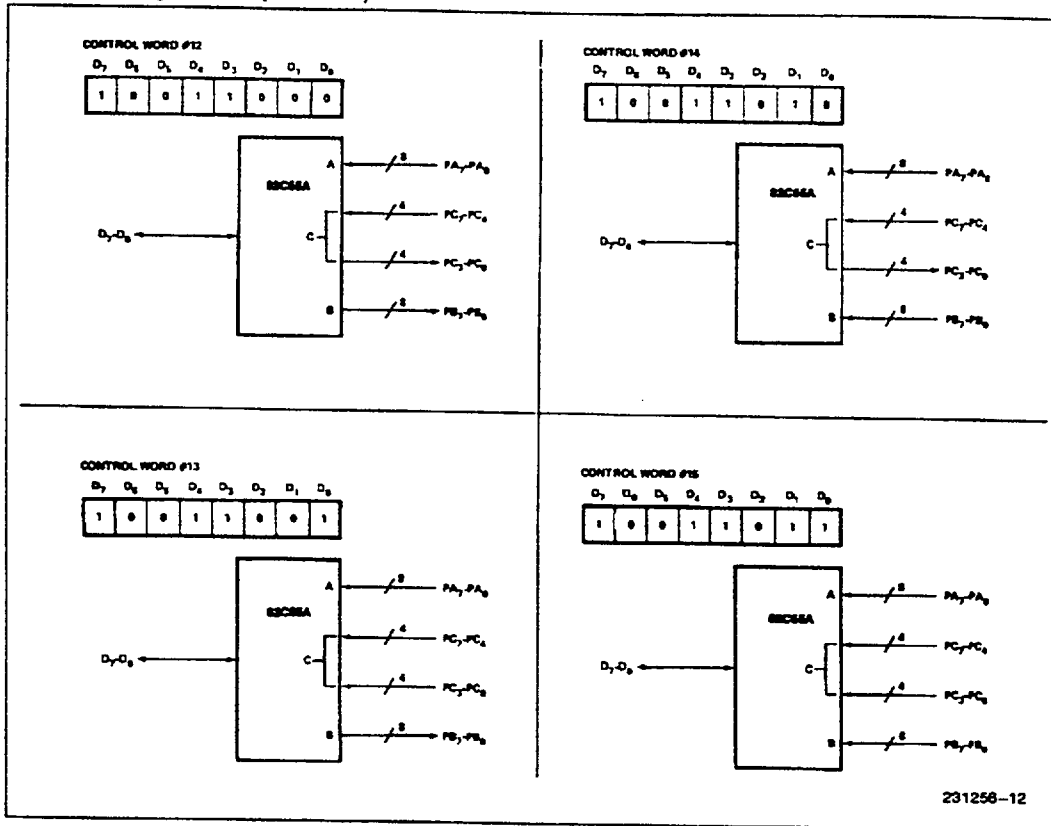 CONTROL WORD #12
D7 D6 D5 D4 D3 D2 D1 D0
1 0 0 1 1 0 0 0
82C55A
A
8
PA7-PA0
4
PC7-PC4
C
D7-D0
4
PC3-PC0
B
8
PB7-PB0
CONTROL WORD #14
D7 D6 D5 D4 D3 D2 D1 D0
1 0 0 1 1 0 1 0
A
8
PA7-PA0
82C55A
4
PC7-PC4
C
D7-D0
4
PC3-PC0
B
8
PB7-PB0
CONTROL WORD #13
D7 D6 D5 D4 D3 D2 D1 D0
1 0 0 1 1 0 0 1
A
8
PA7-PA0
82C55A
4
PC7-PC4
C
D7-D0
4
PC3-PC0
B
8
PB7-PB0
CONTROL WORD #15
D7 D6 D5 D4 D3 D2 D1 D0
1 0 0 1 1 0 1 1
A
8
PA7-PA0
82C55A
4
PC7-PC4
C
D7-D0
4
PC3-PC0
B
8
PB7-PB0
231256-12